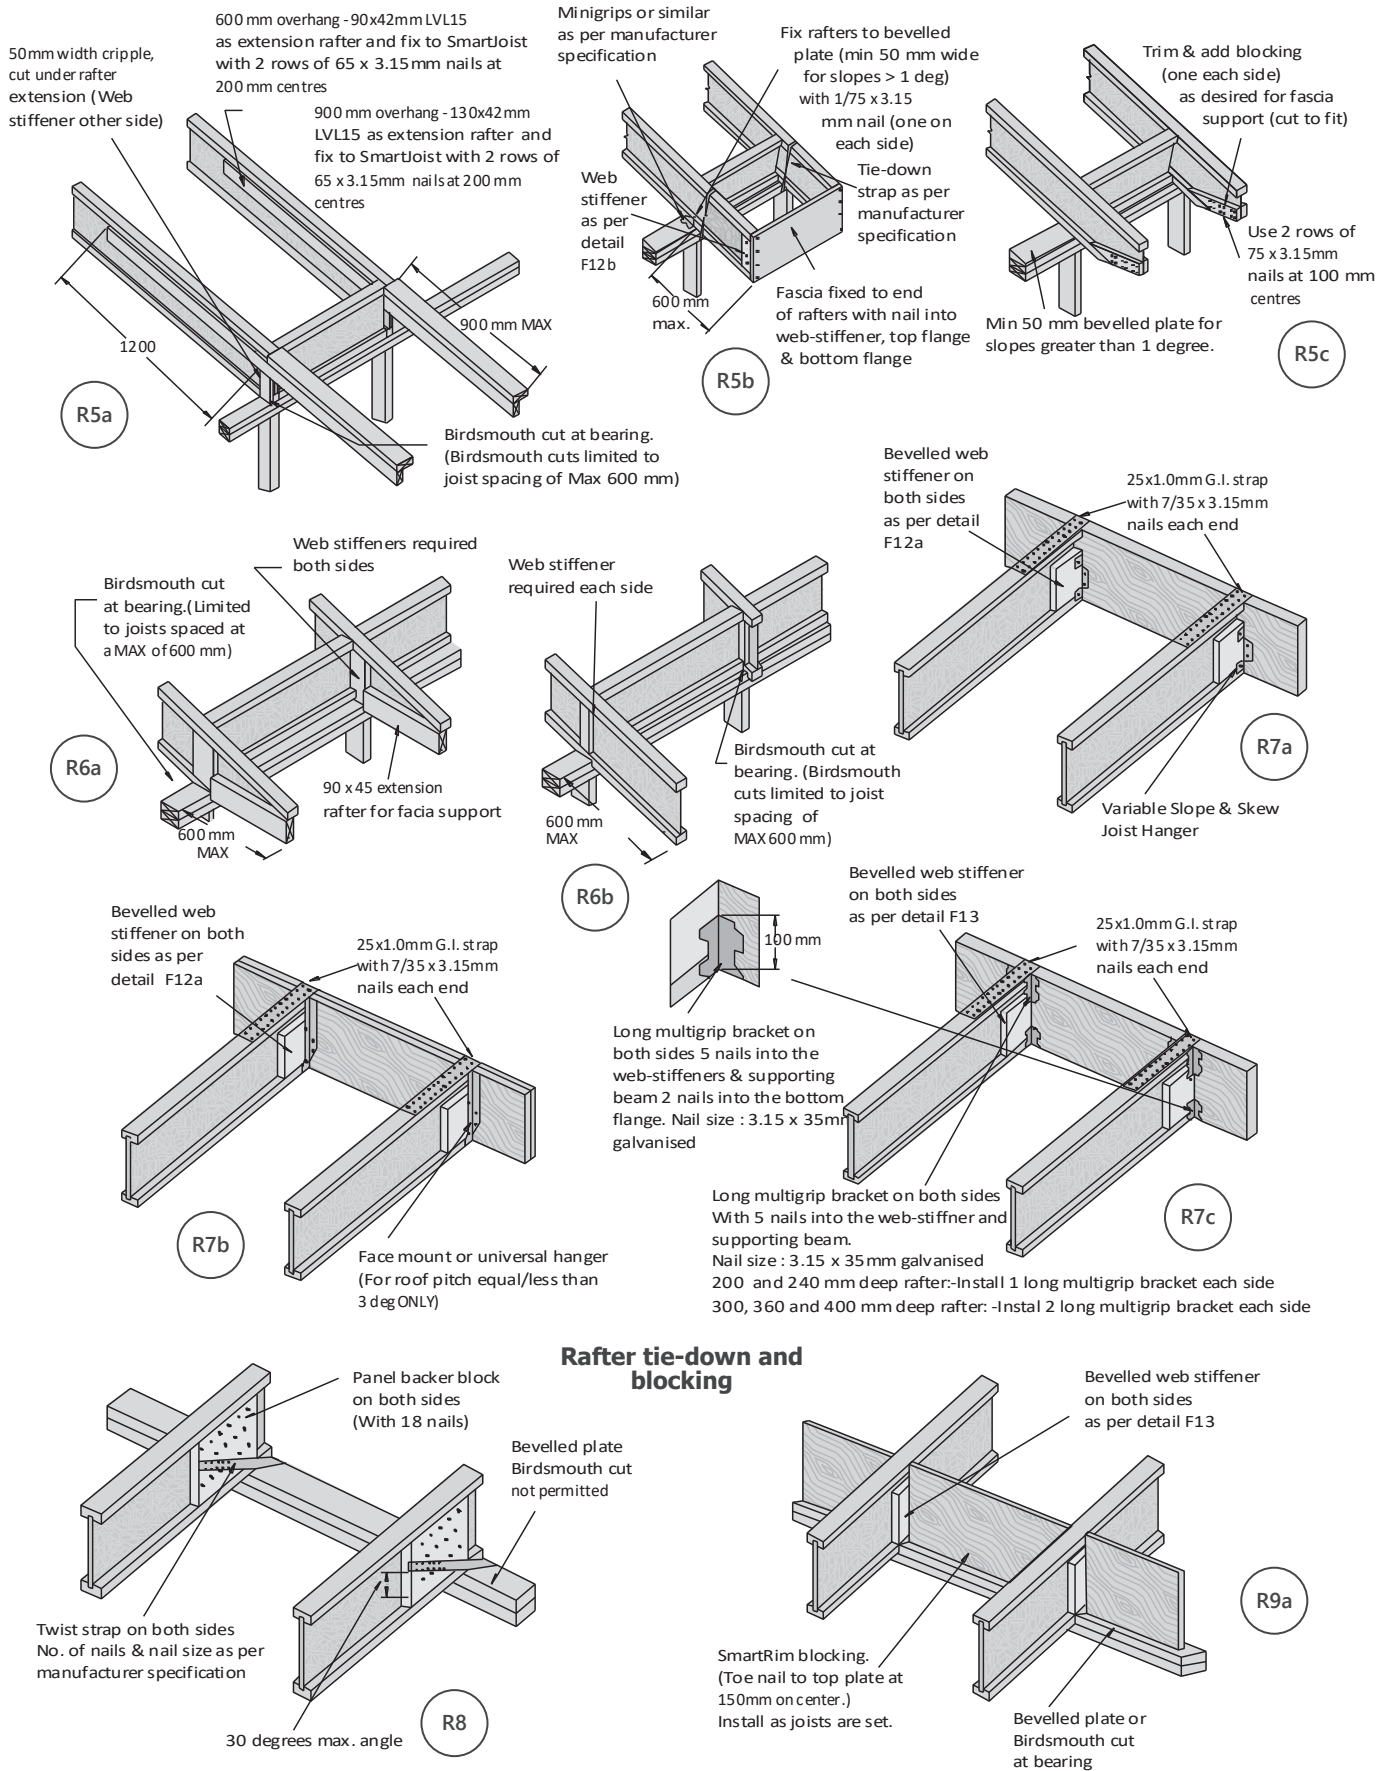 600 mm overhang - 90x42mm LVL15
as extension rafter and fix to SmartJoist
with 2 rows of 65 x 3.15mm nails at
200 mm centres
50mm width cripple,
cut under rafter
extension (Web
stiffener other side)
900 mm overhang - 130x42mm
LVL15 as extension rafter and
fix to SmartJoist with 2 rows of
65 x 3.15mm nails at 200 mm
centres
900 mm MAX
1200
R5a
Birdsmouth cut at bearing.
(Birdsmouth cuts limited to
joist spacing of Max 600 mm)
Minigrips or similar
as per manufacturer
specification
Fix rafters to bevelled
plate (min 50 mm wide
for slopes > 1 deg)
with 1/75 x 3.15
mm nail (one on
each side)
Web
stiffener
as per
detail
F12b
Tie-down
strap as per
manufacturer
specification
600 mm
max.
Fascia fixed to end
of rafters with nail into
web-stiffener, top flange
& bottom flange
R5b
Trim & add blocking
(one each side)
as desired for fascia
support (cut to fit)
Use 2 rows of
75 x 3.15mm
nails at 100 mm
centres
Min 50 mm bevelled plate for
slopes greater than 1 degree.
R5c
Web stiffeners required
both sides
Birdsmouth cut
at bearing.(Limited
to joists spaced at
a MAX of 600 mm)
R6a
90 x 45 extension
rafter for facia support
600 mm
MAX
Web stiffener
required each side
600 mm
MAX
Birdsmouth cut at
bearing. (Birdsmouth
cuts limited to joist
spacing of
MAX 600 mm)
R6b
Bevelled web
stiffener on
both sides
as per detail
F12a
25x1.0mm G.I. strap
with 7/35 x 3.15mm
nails each end
R7a
Variable Slope & Skew
Joist Hanger
Bevelled web
stiffener on both
sides as per
detail F12a
25x1.0mm G.I. strap
with 7/35 x 3.15mm
nails each end
R7b
Face mount or universal hanger
(For roof pitch equal/less than
3 deg ONLY)
100 mm
Bevelled web stiffener
on both sides
as per detail F13
25x1.0mm G.I. strap
with 7/35 x 3.15mm
nails each end
Long multigrip bracket on
both sides 5 nails into the
web-stiffeners & supporting
beam 2 nails into the bottom
flange. Nail size : 3.15 x 35mm
galvanised
Long multigrip bracket on both sides
With 5 nails into the web-stiffner and
supporting beam.
Nail size : 3.15 x 35mm galvanised
200 and 240 mm deep rafter:-Install 1 long multigrip bracket each side
300, 360 and 400 mm deep rafter: -Instal 2 long multigrip bracket each side
R7c
Rafter tie-down and
blocking
Panel backer block
on both sides
(With 18 nails)
Bevelled plate
Birdsmouth cut
not permitted
Twist strap on both sides
No. of nails & nail size as per
manufacturer specification
30 degrees max. angle
R8
Bevelled web stiffener
on both sides
as per detail F13
R9a
SmartRim blocking.
(Toe nail to top plate at
150mm on center.)
Install as joists are set.
Bevelled plate or
Birdsmouth cut
at bearing